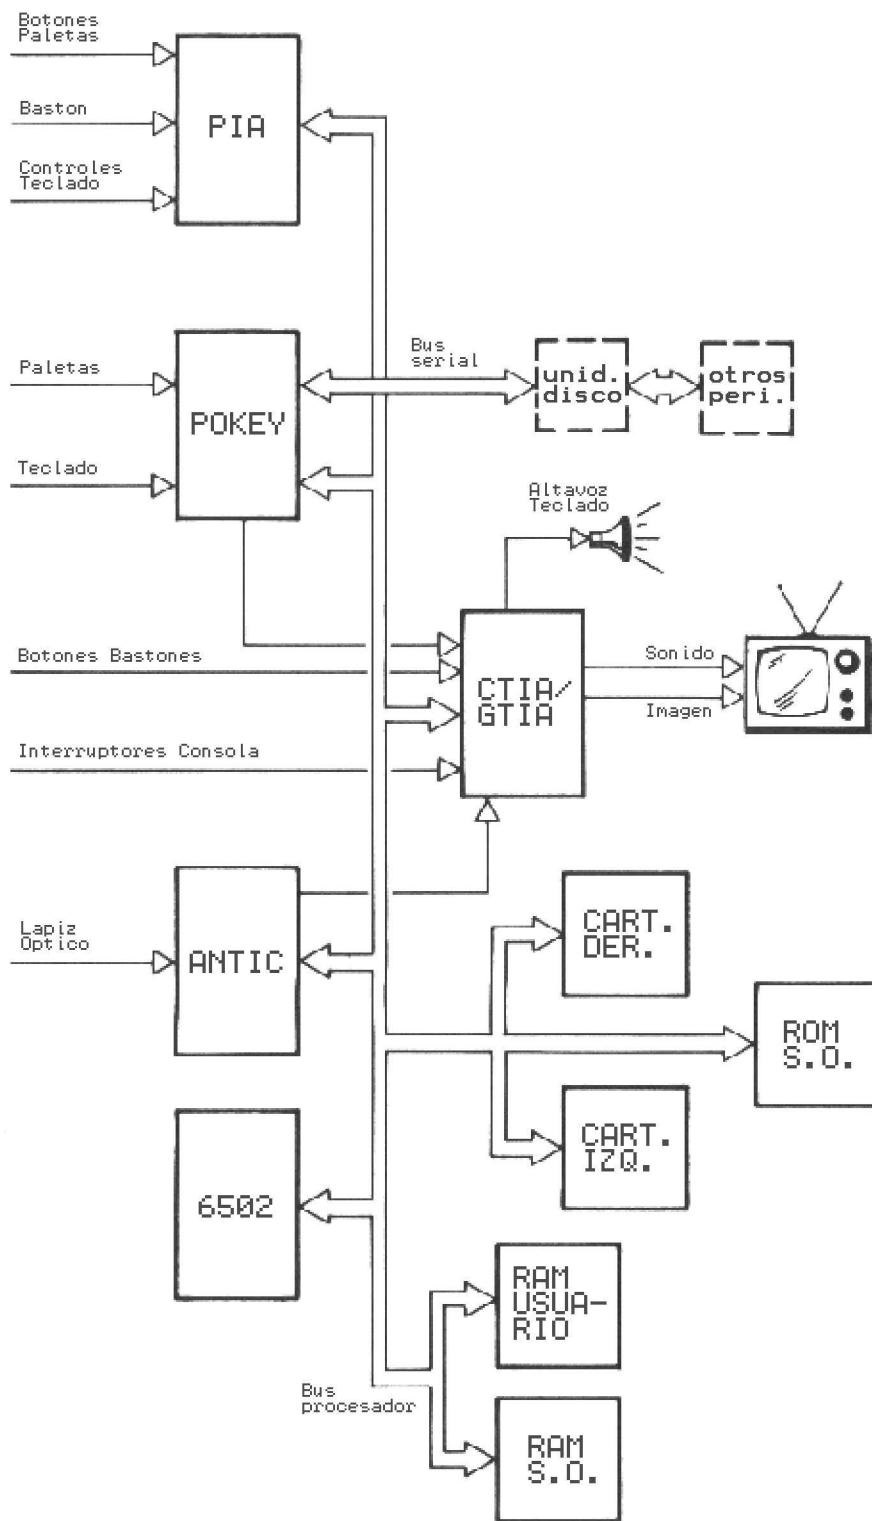 Botones
Paletas
Baston
Controles
Teclado
PIA
Paletas
Teclado
POKEY
Bus
serial
unid.
disco
otros
peri.
Altavoz
Teclado
Botones Bastones
Interruptores Consola
CTIA/
GTIA
Sonido
Imagen
Lapiz
Optico
ANTIC
CART.
DER.
ROM
S.O.
CART.
IZQ.
6502
RAM
USUA-
RIO
Bus
procesador
RAM
S.O.